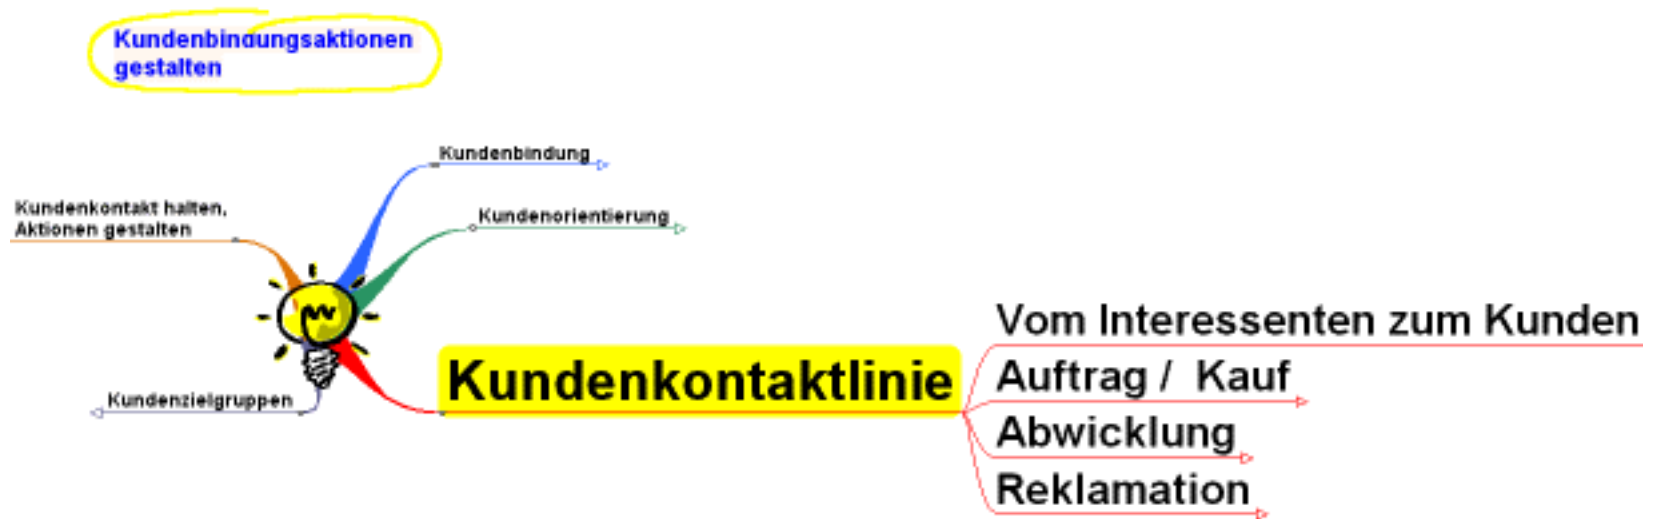 Kundenbindungsaktionen
gestalten
Kundenbindung
Kundenkontakt halten,
Aktionen gestalten
Kundenorientierung
Vom Interessenten zum Kunden
Kundenkontaktlinie
Auftrag / Kauf
Kundenzielgruppen
Abwicklung
Reklamation